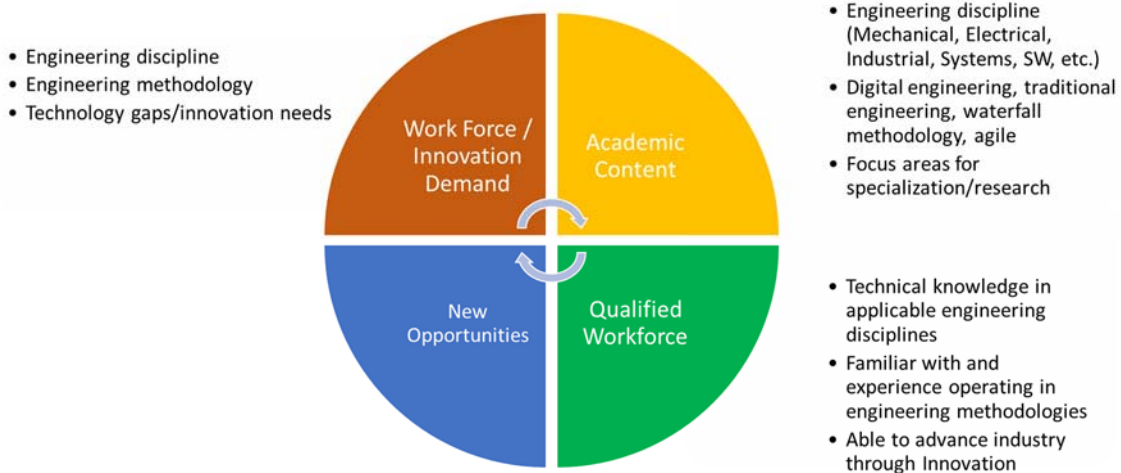 • Engineering discipline
• Engineering methodology
• Technology gaps/innovation needs
Work Force /
Innovation
Demand
Academic
Content
• Engineering discipline
(Mechanical, Electrical,
Industrial, Systems, SW, etc.)
• Digital engineering, traditional
engineering, waterfall
methodology, agile
• Focus areas for
specialization/research
New
Opportunities
Qualified
Workforce
• Technical knowledge in
applicable engineering
disciplines
• Familiar with and
experience operating in
engineering methodologies
• Able to advance industry
through Innovation